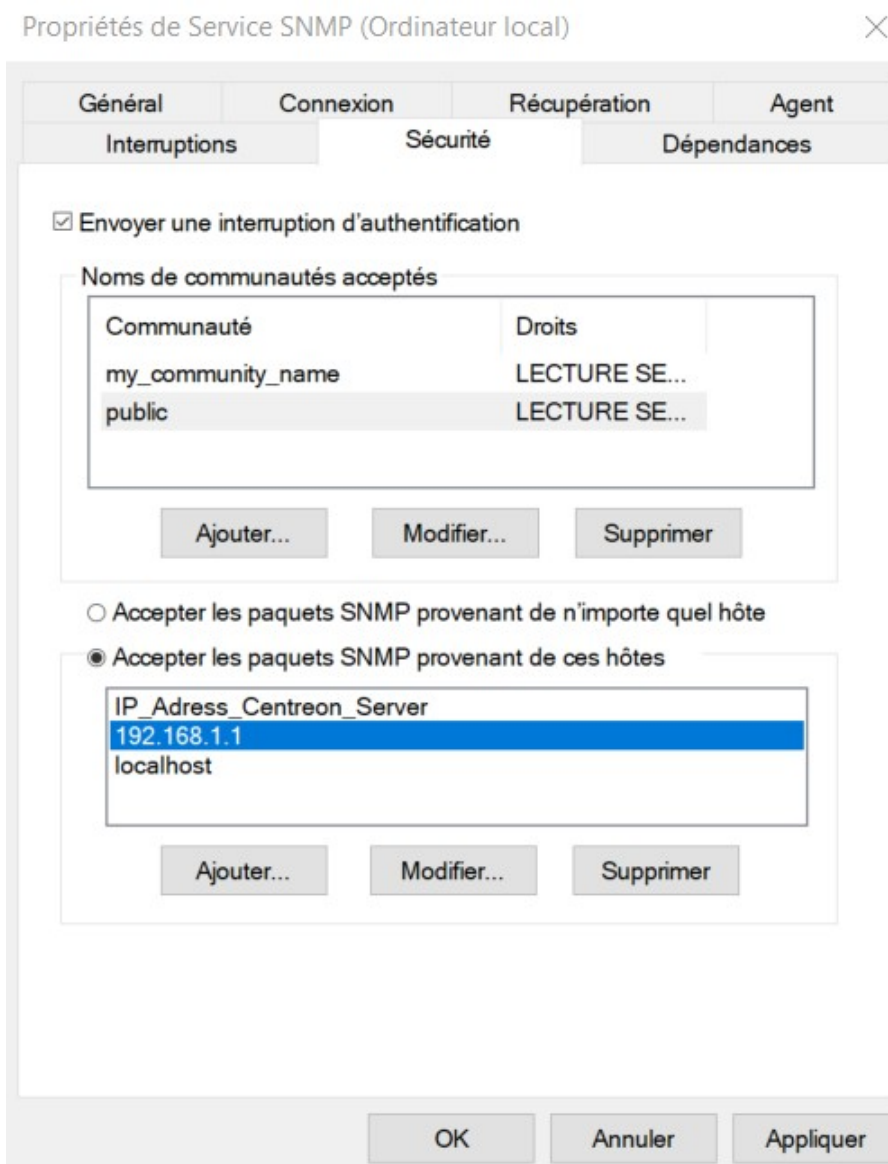 Propriétés de Service SNMP (Ordinateur local)
Général Connexion Récupération Agent
Interruptions Sécurité Dépendances
Envoyer une interruption d'authentification
Noms de communautés acceptés
Communauté Droits
my_community_name LECTURE SE...
public LECTURE SE...
Ajouter... Modifier... Supprimer
Accepter les paquets SNMP provenant de n'importe quel hôte
Accepter les paquets SNMP provenant de ces hôtes
IP_Adress_Centreon_Server
192.168.1.1
localhost
Ajouter... Modifier... Supprimer
OK Annuler Appliquer